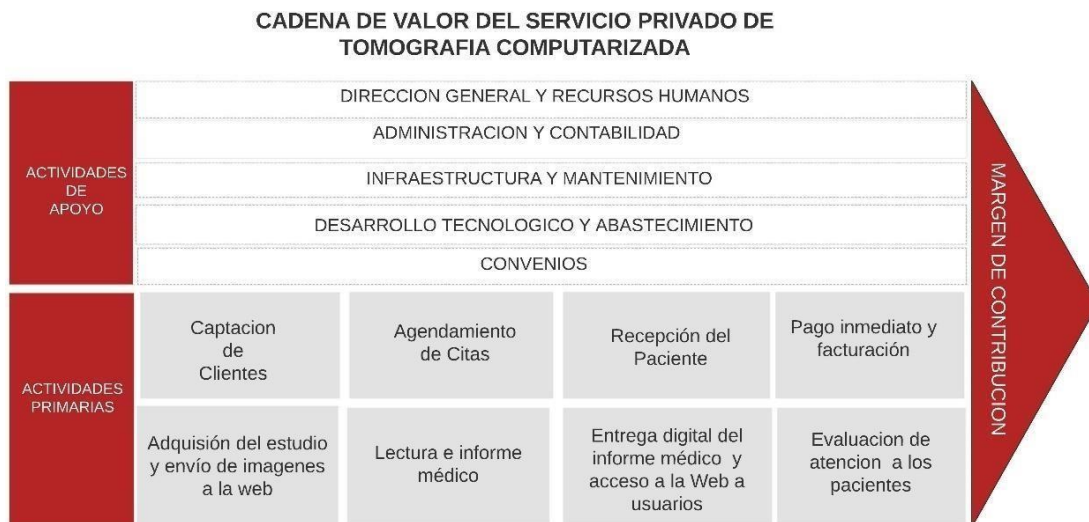 CADENA DE VALOR DEL SERVICIO PRIVADO DE
TOMOGRAFIA COMPUTARIZADA
ACTIVIDADES
DE
APOYO
DIRECCION GENERAL Y RECURSOS HUMANOS
ADMINISTRACION Y CONTABILIDAD
INFRAESTRUCTURA Y MANTENIMIENTO
DESARROLLO TECNOLOGICO Y ABASTECIMIENTO
CONVENIOS
ACTIVIDADES
PRIMARIAS
Captacion
de
Clientes
Agendamiento
de Citas
Recepción del
Paciente
Pago inmediato y
facturación
Adquisión del estudio
y envío de imagenes
a la web
Lectura e informe
médico
Entrega digital del
informe médico y
acceso a la Web a
usuarios
Evaluacion de
atencion a los
pacientes
MARGEN DE CONTRIBUCION